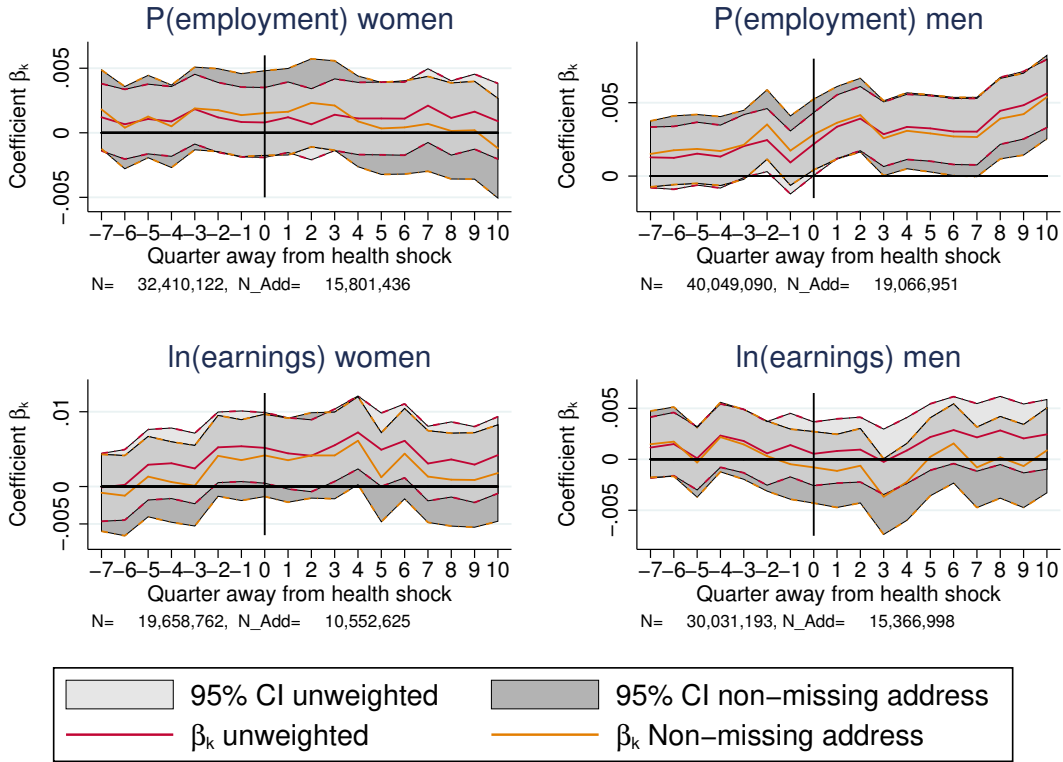 P(employment) women
P(employment) men
Coefficient βk
.005
0
-.005
-7 -6 -5 -4 -3 -2 -1 0 1 2 3 4 5 6 7 8 9 10
Quarter away from health shock
N= 32,410,122, N_Add= 15,801,436
Coefficient βk
.005
0
-7 -6 -5 -4 -3 -2 -1 0 1 2 3 4 5 6 7 8 9 10
Quarter away from health shock
N= 40,049,090, N_Add= 19,066,951
ln(earnings) women
ln(earnings) men
Coefficient βk
.01
0
-.005
-7 -6 -5 -4 -3 -2 -1 0 1 2 3 4 5 6 7 8 9 10
Quarter away from health shock
N= 19,658,762, N_Add= 10,552,625
Coefficient βk
.005
0
-.005
-7 -6 -5 -4 -3 -2 -1 0 1 2 3 4 5 6 7 8 9 10
Quarter away from health shock
N= 30,031,193, N_Add= 15,366,998
95% CI unweighted
95% CI non-missing address
βk unweighted
βk Non-missing address